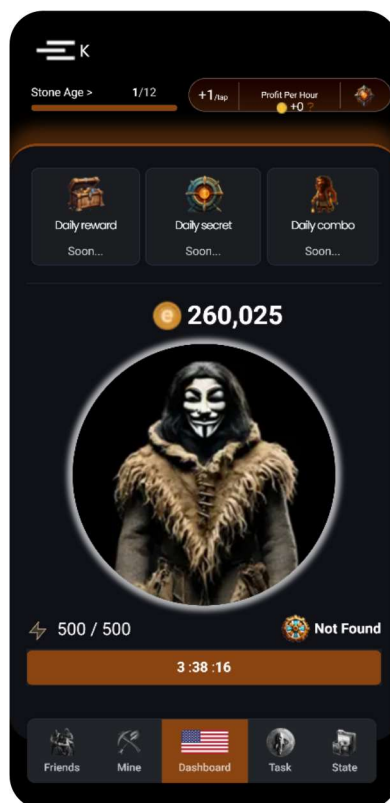 K
Stone Age > 1/12
+1/tap
Profit Per Hour
+0 ?
Daily reward
Daily secret
Daily combo
Soon...
Soon...
Soon...
e 260,025
500 / 500
Not Found
3 :38 :16
Friends
Mine
Dashboard
Task
State